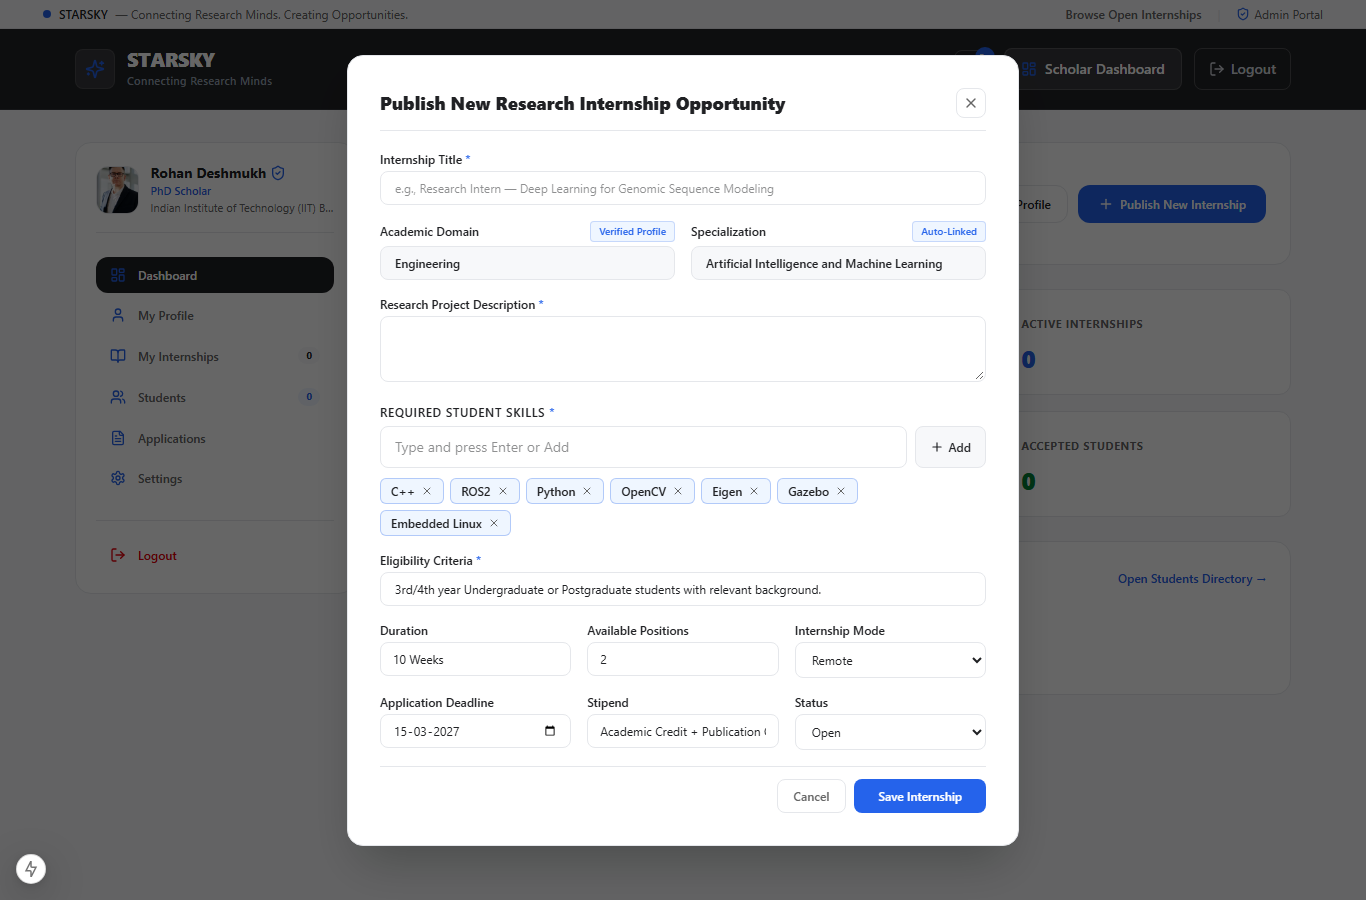 STARSKY — Connecting Research Minds. Creating Opportunities.
Browse Open Internships
Admin Portal
STARSKY
Connecting Research Minds
Scholar Dashboard
Logout
Rohan Deshmukh
PhD Scholar
Indian Institute of Technology (IIT) B...
Dashboard
My Profile
My Internships 0
Students 0
Applications
Settings
Logout
Profile
+ Publish New Internship
ACTIVE INTERNSHIPS
0
ACCEPTED STUDENTS
0
Open Students Directory →
Publish New Research Internship Opportunity
Internship Title *
e.g., Research Intern — Deep Learning for Genomic Sequence Modeling
Academic Domain Verified Profile
Specialization Auto-Linked
Engineering
Artificial Intelligence and Machine Learning
Research Project Description *
REQUIRED STUDENT SKILLS *
Type and press Enter or Add
+ Add
C++ × ROS2 × Python × OpenCV × Eigen × Gazebo ×
Embedded Linux ×
Eligibility Criteria *
3rd/4th year Undergraduate or Postgraduate students with relevant background.
Duration Available Positions Internship Mode
10 Weeks 2 Remote
Application Deadline Stipend Status
15-03-2027 Academic Credit + Publication Open
Cancel Save Internship